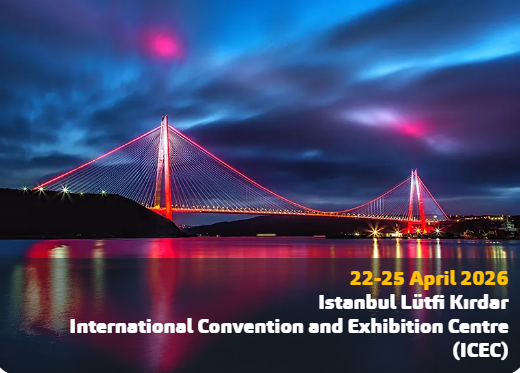 22-25 April 2026
Istanbul Lütfi Kırdar
International Convention and Exhibition Centre
(ICEC)